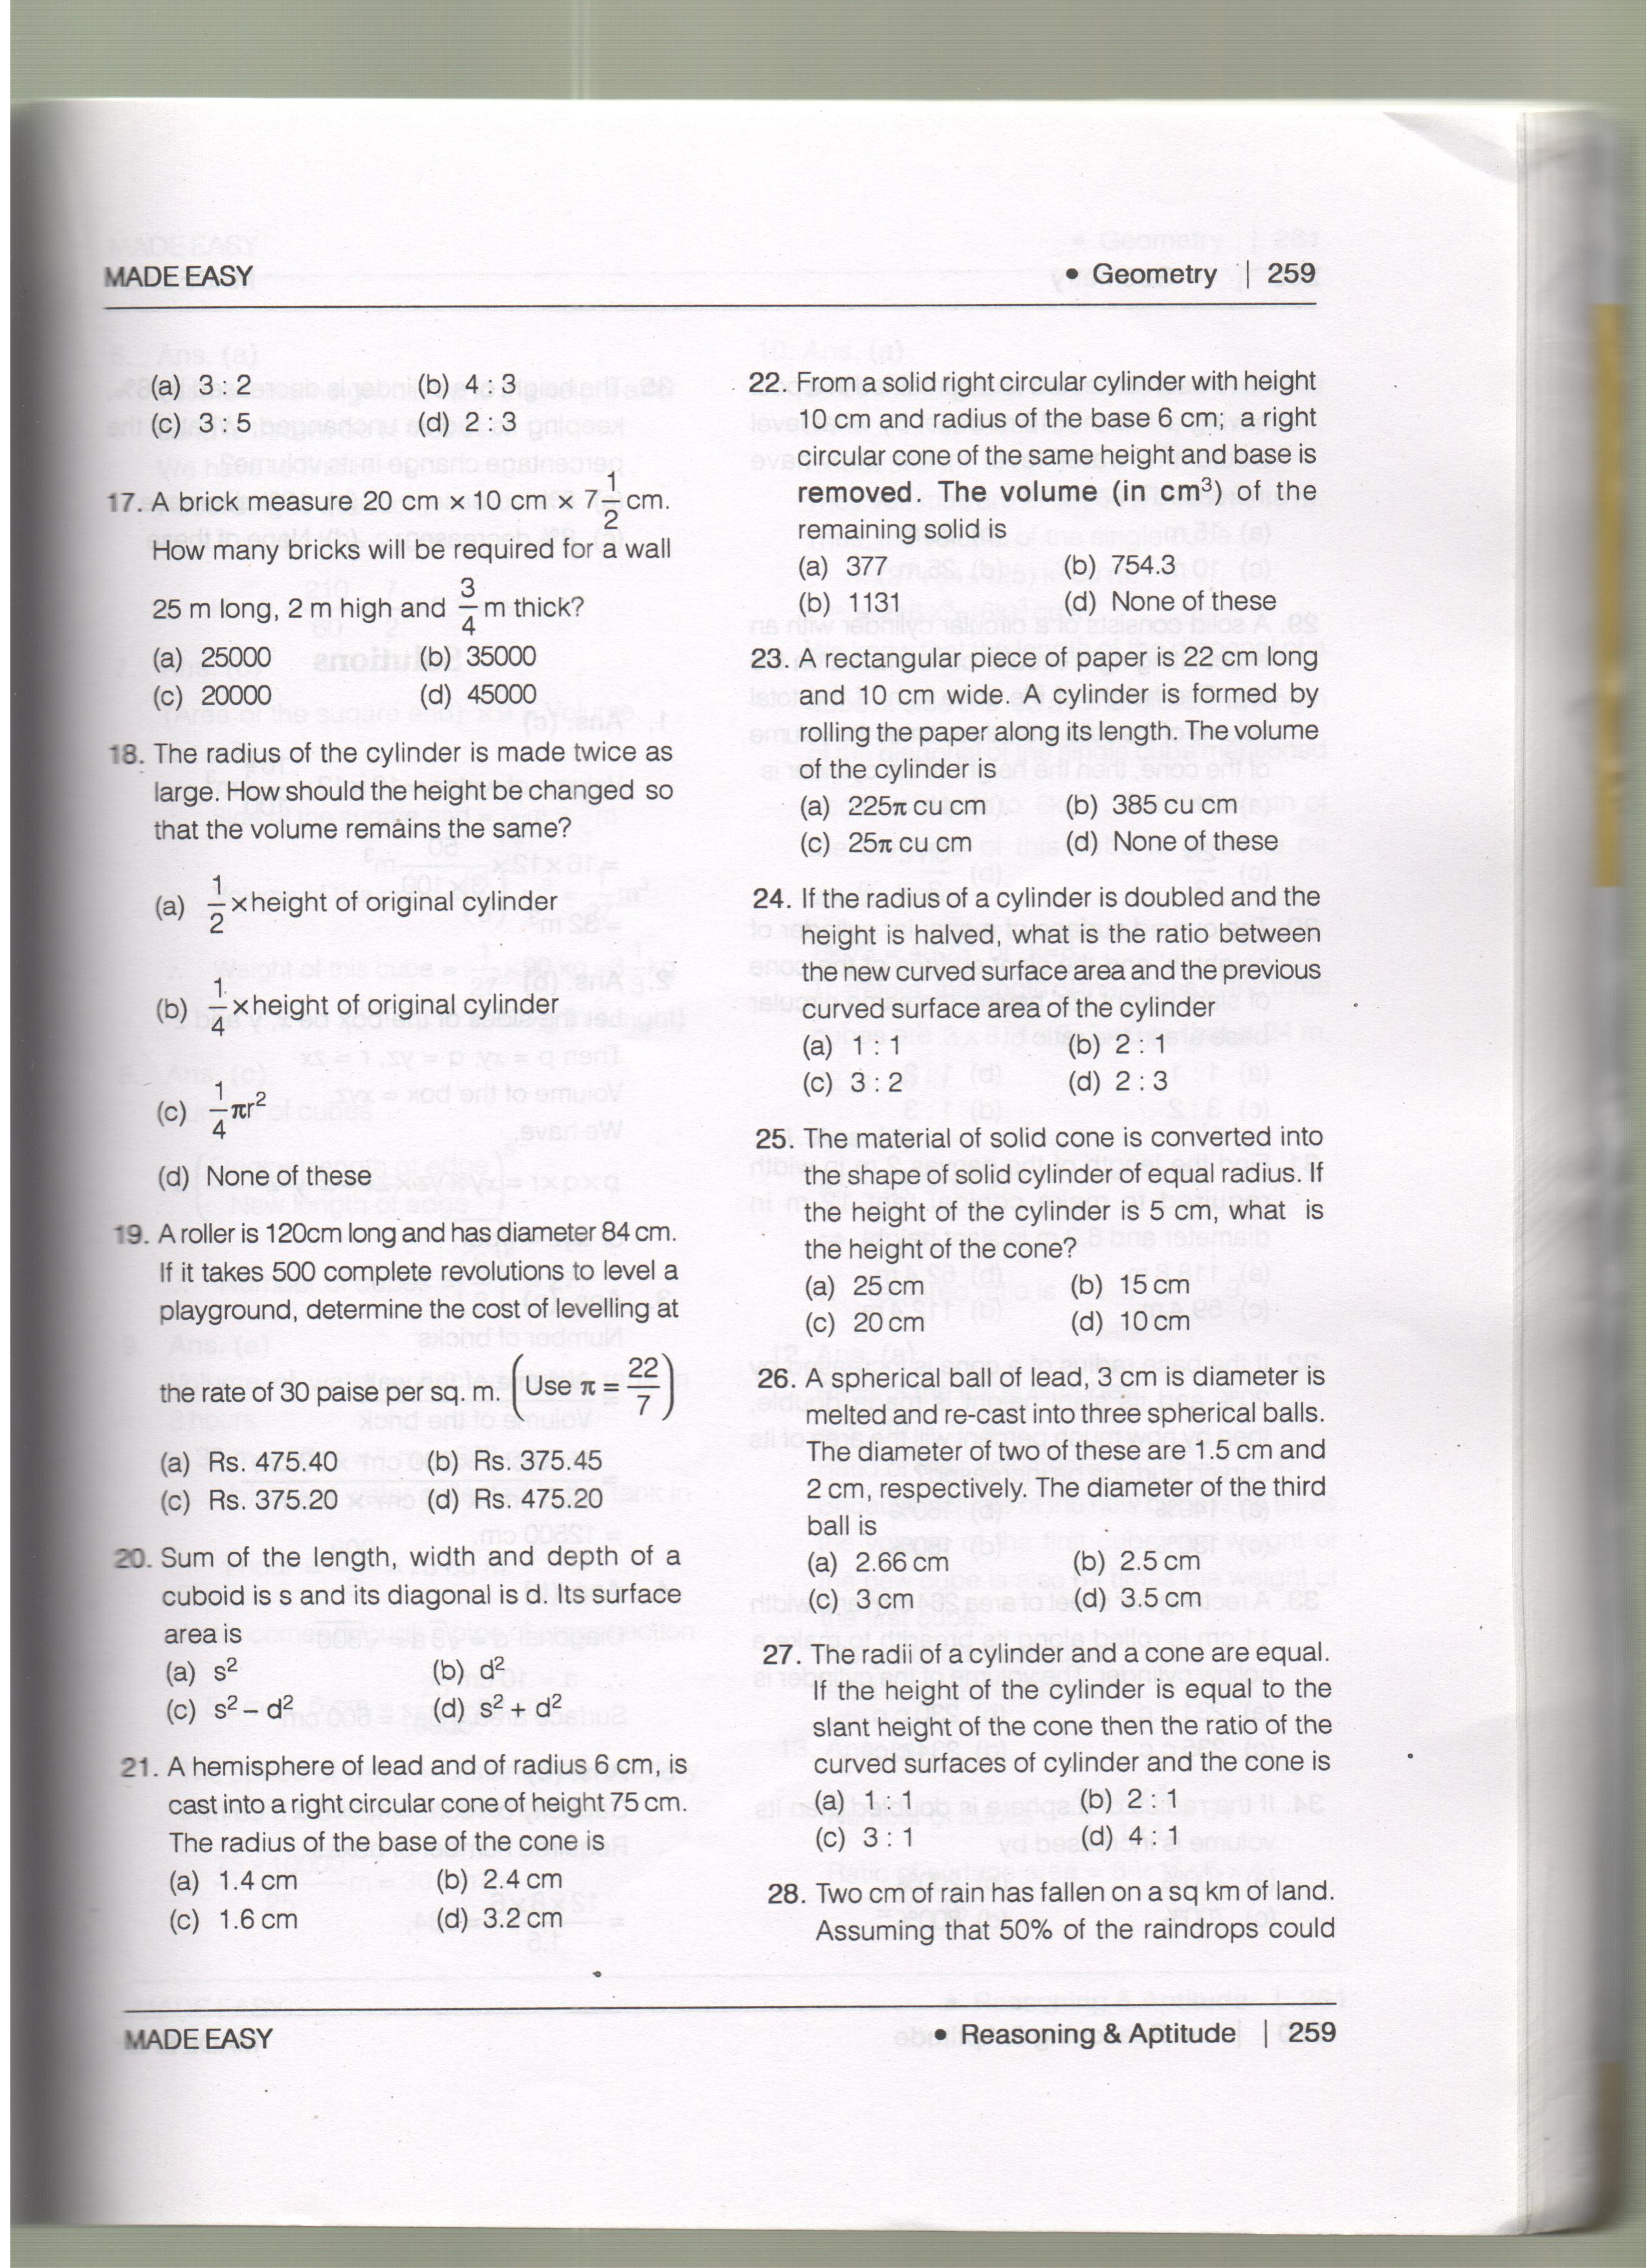 MADE EASY
• Geometry | 259
(a) 3 : 2 (b) 4 : 3
(c) 3 : 5 (d) 2 : 3
17. A brick measure 20 cm × 10 cm × 7 1/2 cm.
How many bricks will be required for a wall
25 m long, 2 m high and 3/4 m thick?
(a) 25000 (b) 35000
(c) 20000 (d) 45000
18. The radius of the cylinder is made twice as
large. How should the height be changed so
that the volume remains the same?
(a) 1/2 ×height of original cylinder
(b) 1/4 ×height of original cylinder
(c) 1/4 πr²
(d) None of these
19. A roller is 120cm long and has diameter 84 cm.
If it takes 500 complete revolutions to level a
playground, determine the cost of levelling at
the rate of 30 paise per sq. m. (Use π = 22/7)
(a) Rs. 475.40 (b) Rs. 375.45
(c) Rs. 375.20 (d) Rs. 475.20
20. Sum of the length, width and depth of a
cuboid is s and its diagonal is d. Its surface
area is
(a) s² (b) d²
(c) s² – d² (d) s² + d²
21. A hemisphere of lead and of radius 6 cm, is
cast into a right circular cone of height 75 cm.
The radius of the base of the cone is
(a) 1.4 cm (b) 2.4 cm
(c) 1.6 cm (d) 3.2 cm
22. From a solid right circular cylinder with height
10 cm and radius of the base 6 cm; a right
circular cone of the same height and base is
removed. The volume (in cm³) of the
remaining solid is
(a) 377 (b) 754.3
(b) 1131 (d) None of these
23. A rectangular piece of paper is 22 cm long
and 10 cm wide. A cylinder is formed by
rolling the paper along its length. The volume
of the cylinder is
(a) 225π cu cm (b) 385 cu cm
(c) 25π cu cm (d) None of these
24. If the radius of a cylinder is doubled and the
height is halved, what is the ratio between
the new curved surface area and the previous
curved surface area of the cylinder
(a) 1 : 1 (b) 2 : 1
(c) 3 : 2 (d) 2 : 3
25. The material of solid cone is converted into
the shape of solid cylinder of equal radius. If
the height of the cylinder is 5 cm, what is
the height of the cone?
(a) 25 cm (b) 15 cm
(c) 20 cm (d) 10 cm
26. A spherical ball of lead, 3 cm is diameter is
melted and re-cast into three spherical balls.
The diameter of two of these are 1.5 cm and
2 cm, respectively. The diameter of the third
ball is
(a) 2.66 cm (b) 2.5 cm
(c) 3 cm (d) 3.5 cm
27. The radii of a cylinder and a cone are equal.
If the height of the cylinder is equal to the
slant height of the cone then the ratio of the
curved surfaces of cylinder and the cone is
(a) 1 : 1 (b) 2 : 1
(c) 3 : 1 (d) 4 : 1
28. Two cm of rain has fallen on a sq km of land.
Assuming that 50% of the raindrops could
MADE EASY
• Reasoning & Aptitude | 259